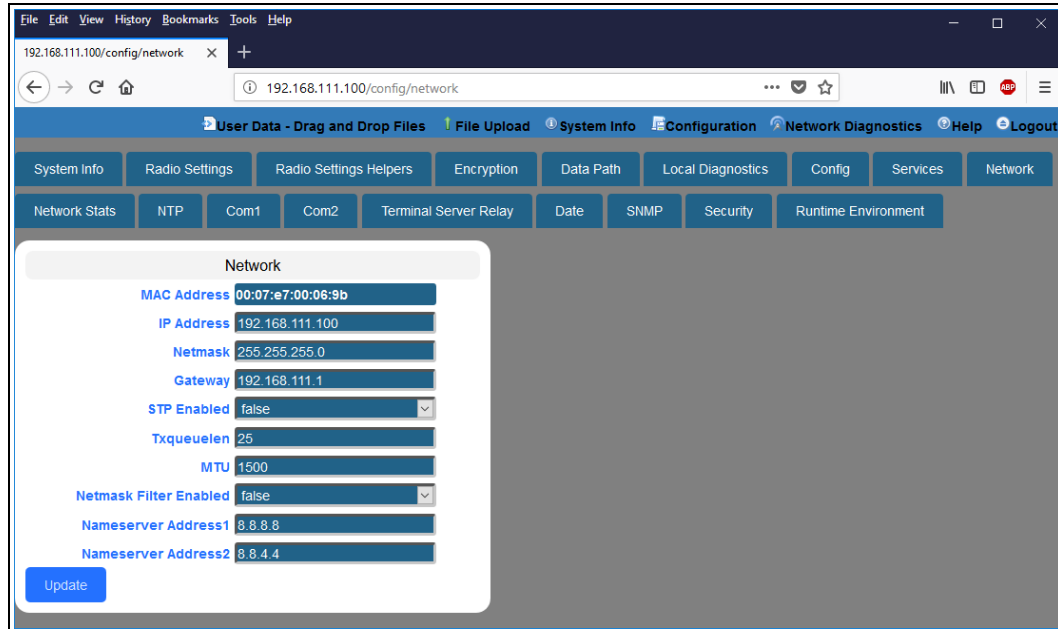 File Edit View History Bookmarks Tools Help
192.168.111.100/config/network
192.168.111.100/config/network
ABP
User Data - Drag and Drop Files File Upload System Info Configuration Network Diagnostics Help Logout
System Info Radio Settings Radio Settings Helpers Encryption Data Path Local Diagnostics Config Services Network
Network Stats NTP Com1 Com2 Terminal Server Relay Date SNMP Security Runtime Environment
Network
MAC Address 00:07:e7:00:06:9b
IP Address 192.168.111.100
Netmask 255.255.255.0
Gateway 192.168.111.1
STP Enabled false
Txqueuelen 25
MTU 1500
Netmask Filter Enabled false
Nameserver Address1 8.8.8.8
Nameserver Address2 8.8.4.4
Update